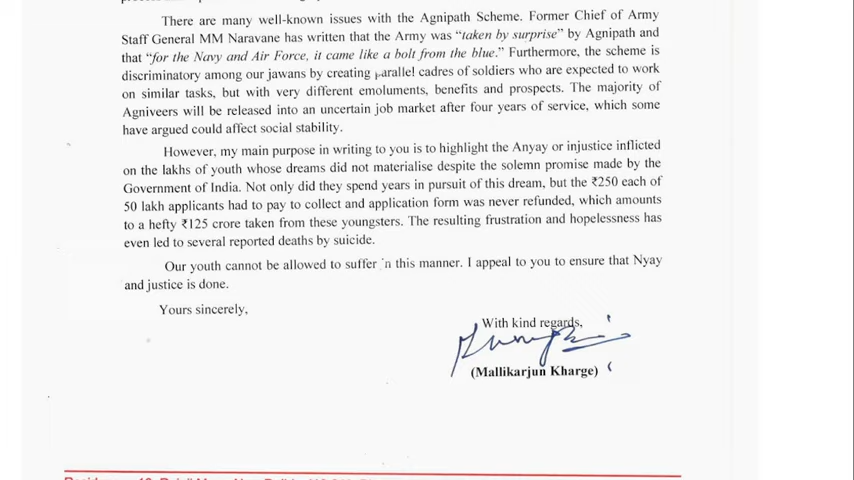 There are many well-known issues with the Agnipath Scheme. Former Chief of Army
Staff General MM Naravane has written that the Army was “taken by surprise” by Agnipath and
that “for the Navy and Air Force, it came like a bolt from the blue.” Furthermore, the scheme is
discriminatory among our jawans by creating parallel cadres of soldiers who are expected to work
on similar tasks, but with very different emoluments, benefits and prospects. The majority of
Agniveers will be released into an uncertain job market after four years of service, which some
have argued could affect social stability.
However, my main purpose in writing to you is to highlight the Anyay or injustice inflicted
on the lakhs of youth whose dreams did not materialise despite the solemn promise made by the
Government of India. Not only did they spend years in pursuit of this dream, but the ₹250 each of
50 lakh applicants had to pay to collect and application form was never refunded, which amounts
to a hefty ₹125 crore taken from these youngsters. The resulting frustration and hopelessness has
even led to several reported deaths by suicide.
Our youth cannot be allowed to suffer in this manner. I appeal to you to ensure that Nyay
and justice is done.
Yours sincerely,
With kind regards,
(Mallikarjun Kharge)